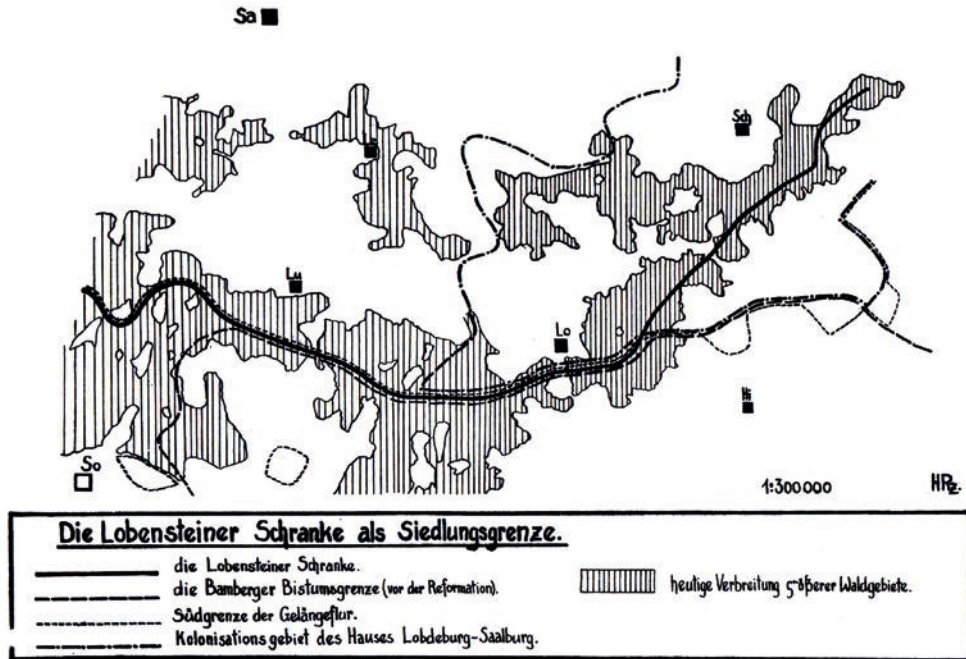 Sa
Sch
Lu
Lo
Hi
So
1:300000
HRz.
Die Lobensteiner Schranke als Siedlungsgrenze.
die Lobensteiner Schranke.
die Bamberger Bistumsgrenze (vor der Reformation).
Südgrenze der Gelängeflur.
Kolonisationsgebiet des Hauses Lobdeburg-Saalburg.
heutige Verbreitung größerer Waldgebiete.